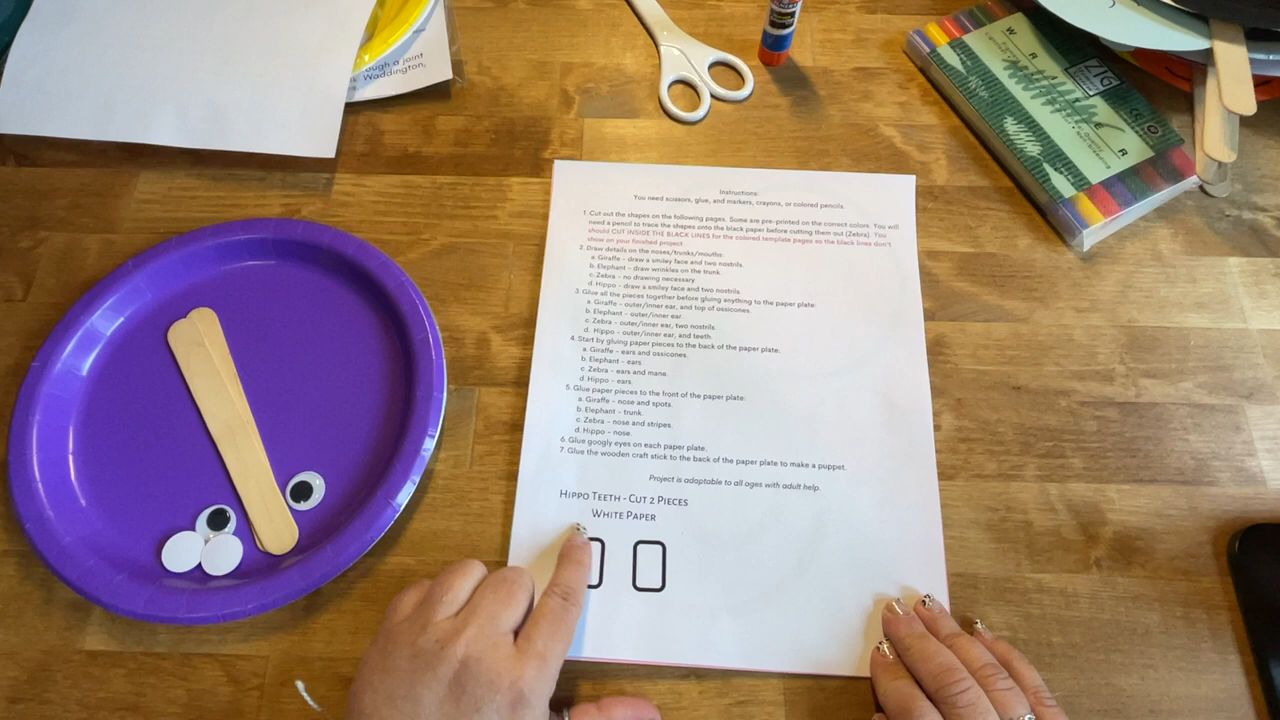 ough a joint
Waddington,
WRITER
ZIG
Instructions:
You need scissors, glue, and markers, crayons, or colored pencils.
1. Cut out the shapes on the following pages. Some are pre-printed on the correct colors. You will
need a pencil to trace the shapes onto the black paper before cutting them out (Zebra). You
should CUT INSIDE THE BLACK LINES for the colored template pages so the black lines don't
show on your finished project.
2. Draw details on the noses/trunks/mouths:
a. Giraffe - draw a smiley face and two nostrils.
b. Elephant - draw wrinkles on the trunk.
c. Zebra - no drawing necessary
d. Hippo - draw a smiley face and two nostrils.
3. Glue all the pieces together before gluing anything to the paper plate:
a. Giraffe - outer/inner ear, and top of ossicones.
b. Elephant - outer/inner ear.
c. Zebra - outer/inner ear, two nostrils.
d. Hippo - outer/inner ear, and teeth.
4. Start by gluing paper pieces to the back of the paper plate.
a. Giraffe - ears and ossicones.
b. Elephant - ears.
c. Zebra - ears and mane.
d. Hippo - ears.
5. Glue paper pieces to the front of the paper plate:
a. Giraffe - nose and spots.
b. Elephant - trunk.
c. Zebra - nose and stripes.
d. Hippo - nose.
6. Glue googly eyes on each paper plate.
7. Glue the wooden craft stick to the back of the paper plate to make a puppet.
Project is adaptable to all ages with adult help.
HIPPO TEETH - CUT 2 PIECES
WHITE PAPER